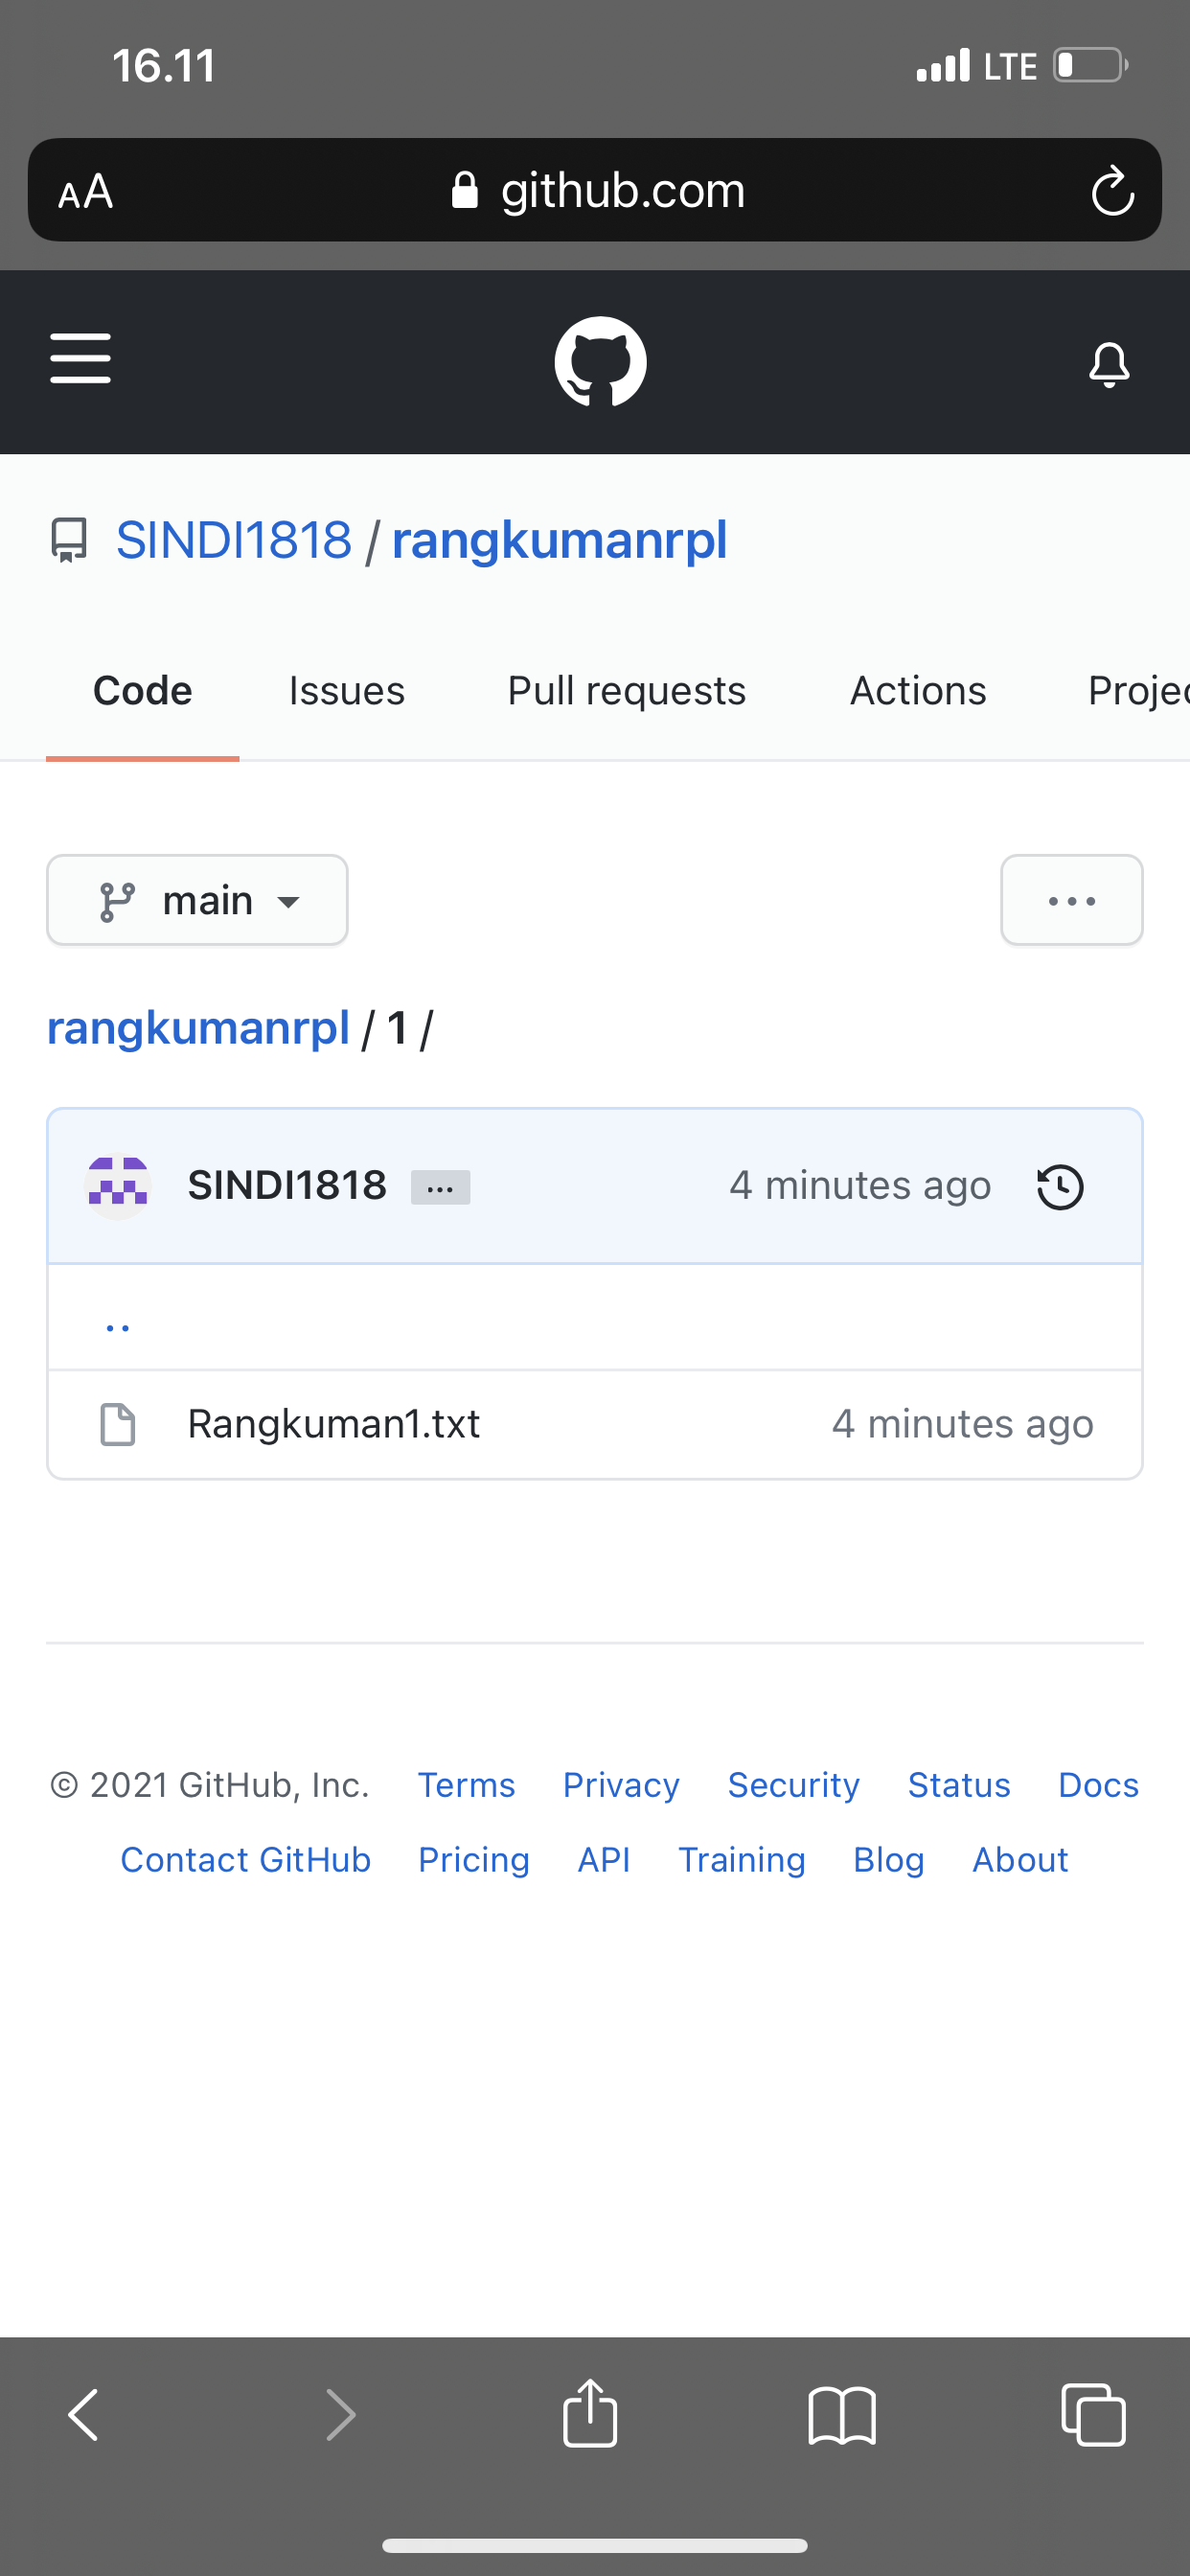 16.11 LTE
AA github.com
SINDI1818 / rangkumanrpl
Code Issues Pull requests Actions Projec
main ...
rangkumanrpl / 1 /
SINDI1818 ... 4 minutes ago
..
Rangkuman1.txt 4 minutes ago
© 2021 GitHub, Inc. Terms Privacy Security Status Docs
Contact GitHub Pricing API Training Blog About